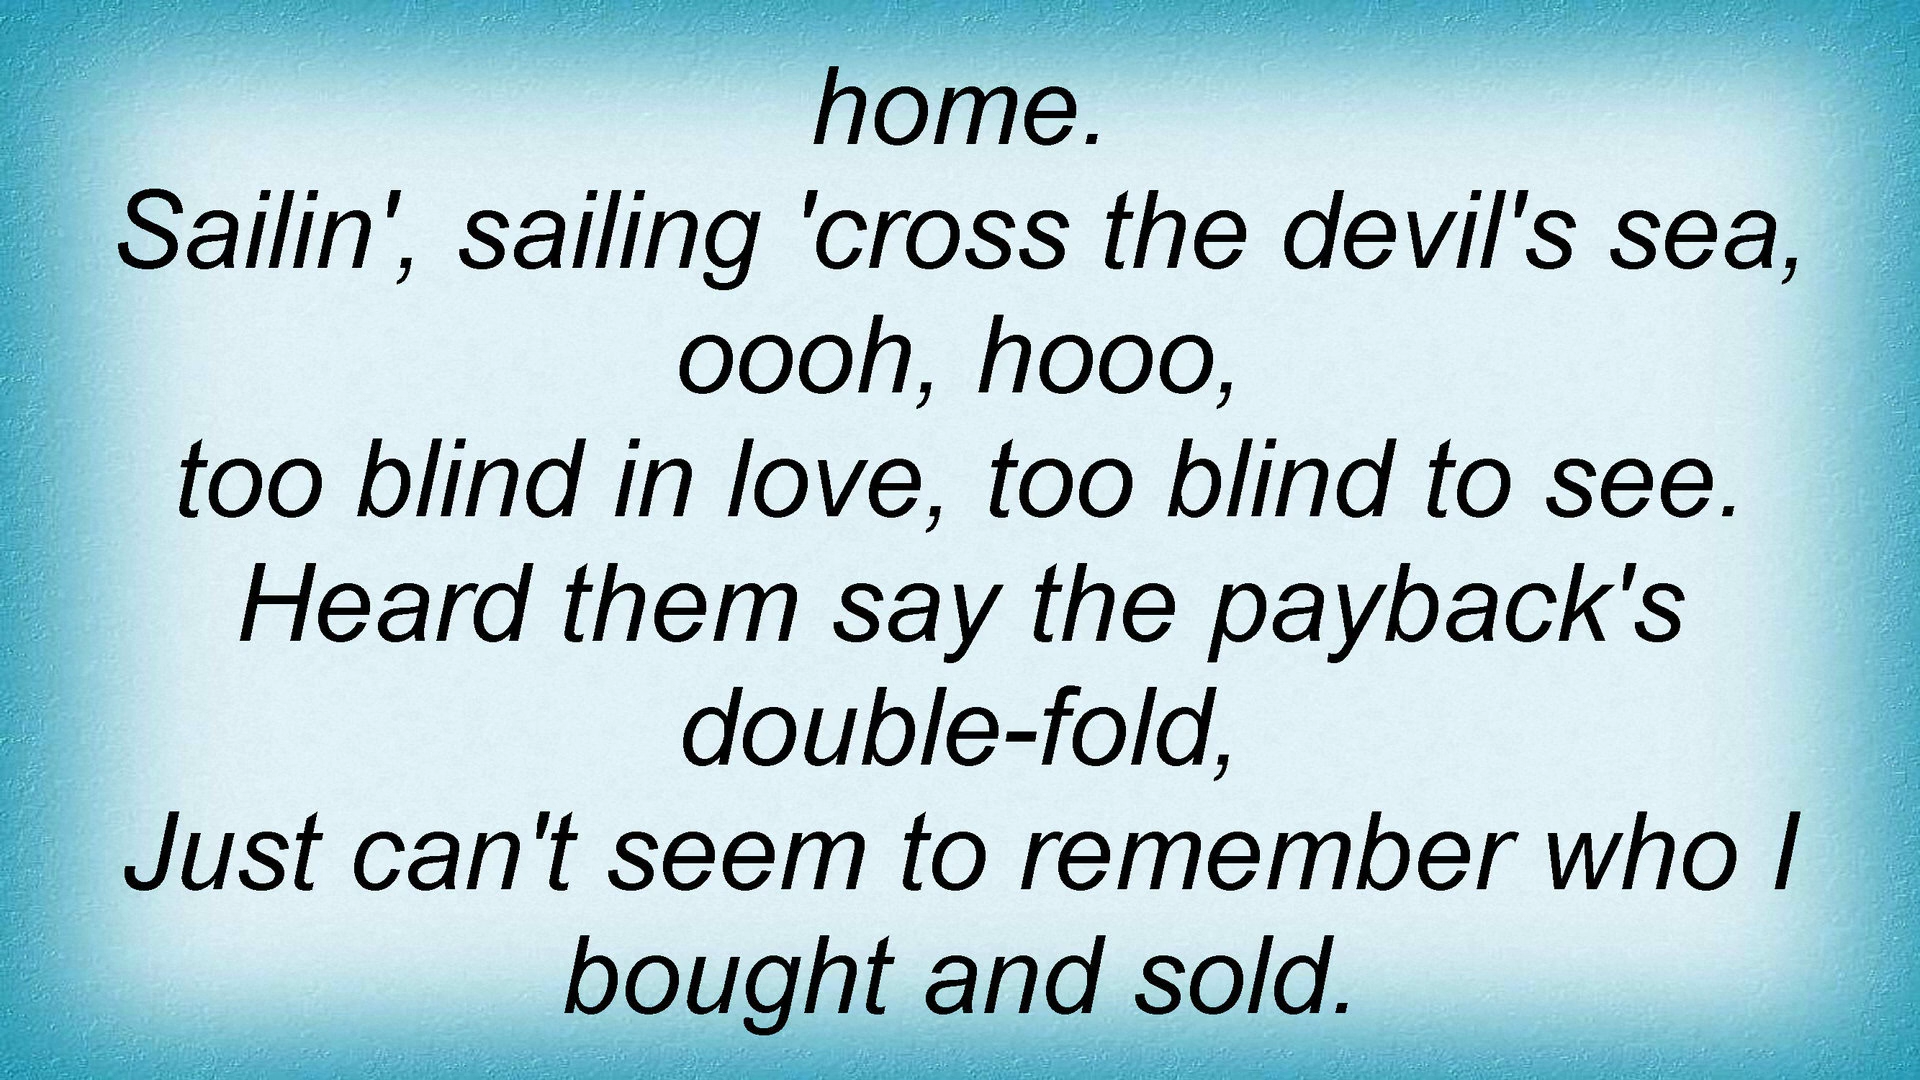 home.
Sailin', sailing 'cross the devil's sea,
oooh, hooo,
too blind in love, too blind to see.
Heard them say the payback's
double-fold,
Just can't seem to remember who I
bought and sold.